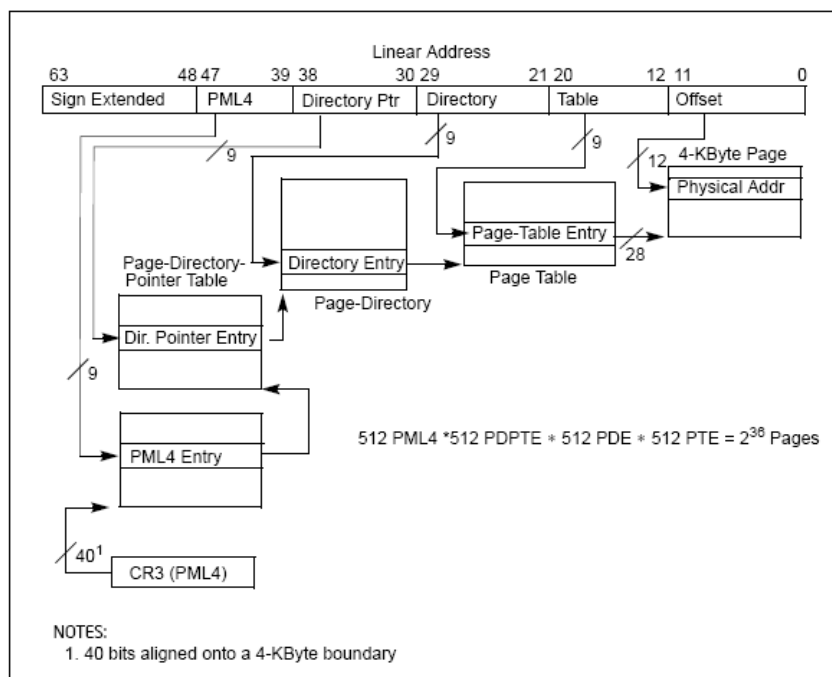 Linear Address
63 48 47 39 38 30 29 21 20 12 11 0
Sign Extended PML4 Directory Ptr Directory Table Offset
9 9 9 12 4-KByte Page
Physical Addr
Page-Table Entry
28
Directory Entry
Page Table
Page-Directory-
Pointer Table
Page-Directory
Dir. Pointer Entry
9
512 PML4 *512 PDPTE * 512 PDE * 512 PTE = 2³⁶ Pages
PML4 Entry
40¹
CR3 (PML4)
NOTES:
1. 40 bits aligned onto a 4-KByte boundary